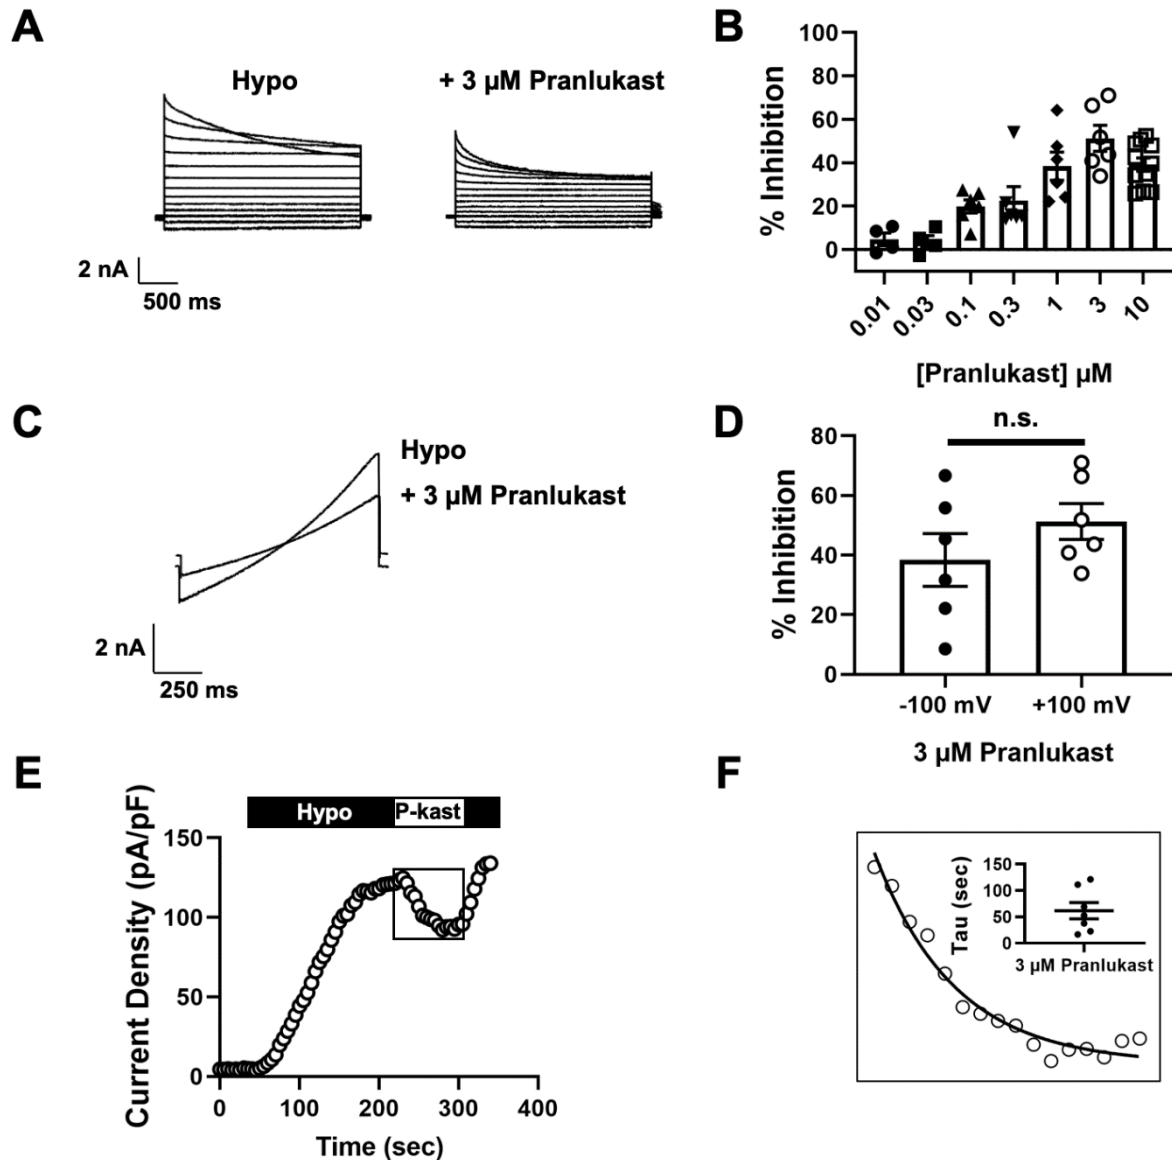 A
Hypo
+ 3 µM Pranlukast
2 nA
500 ms
B
% Inhibition
100
80
60
40
20
0
0.01
0.03
0.1
0.3
1
3
10
[Pranlukast] µM
C
Hypo
+ 3 µM Pranlukast
2 nA
250 ms
D
n.s.
% Inhibition
80
60
40
20
0
-100 mV
+100 mV
3 µM Pranlukast
E
Hypo
P-kast
Current Density (pA/pF)
150
100
50
0
0
100
200
300
400
Time (sec)
F
Tau (sec)
150
100
50
0
3 µM Pranlukast